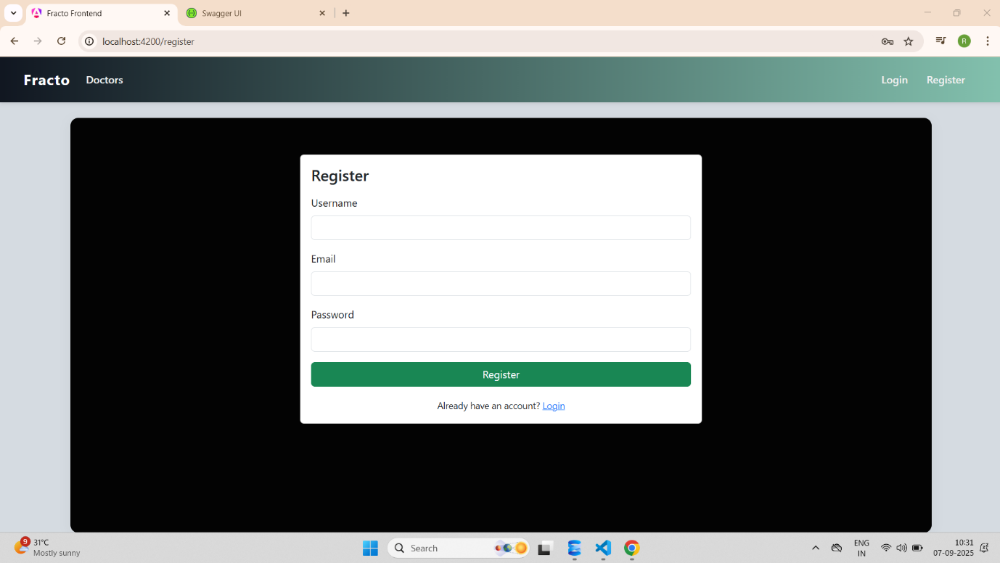 Fracto Frontend
Swagger UI
localhost:4200/register
R
Fracto
Doctors
Login
Register
Register
Username
Email
Password
Register
Already have an account? Login
9
31°C
Mostly sunny
Search
ENG
IN
10:31
07-09-2025